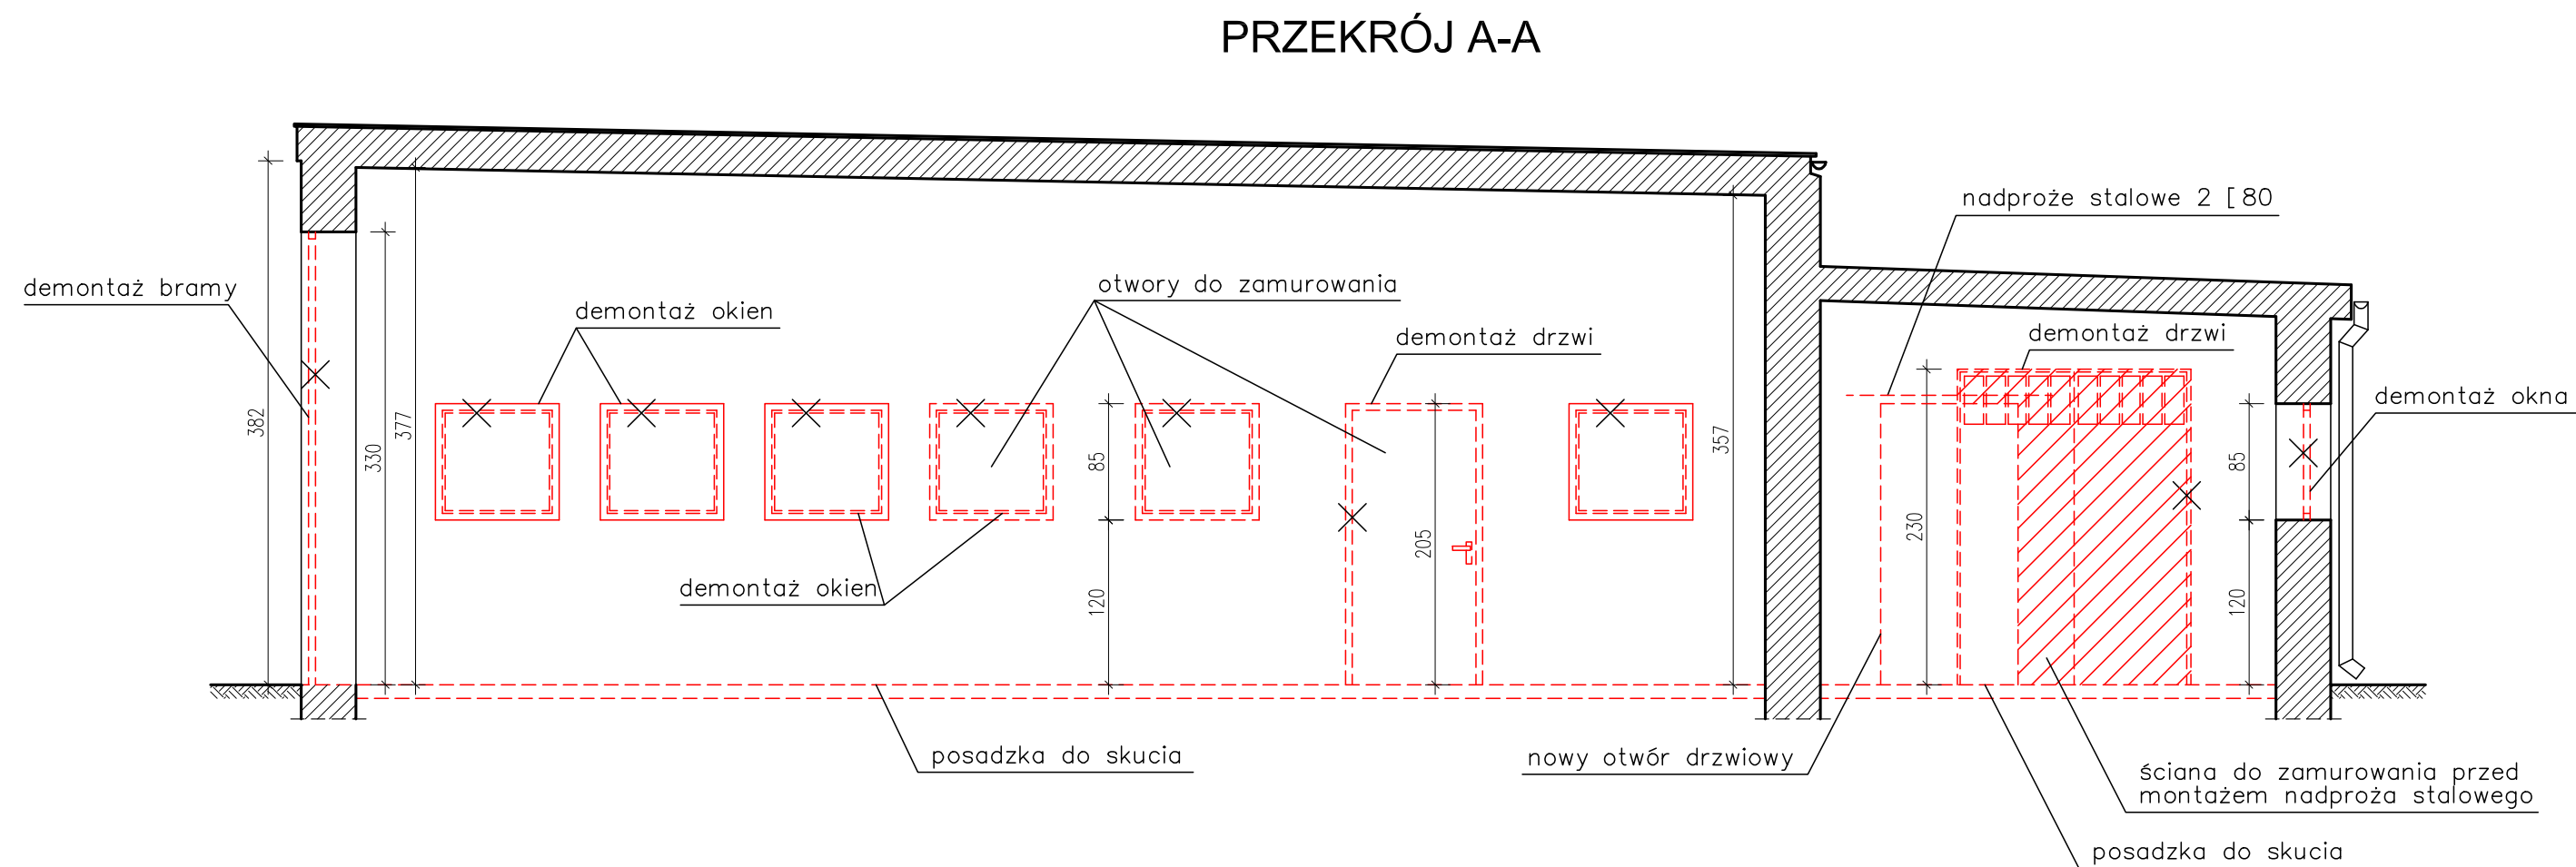 PRZEKRÓJ A-A
nadproże stalowe 2 [ 80
demontaż bramy
otwory do zamurowania
demontaż okien
demontaż drzwi
demontaż drzwi
demontaż okna
382
330
377
85
357
205
230
85
120
120
demontaż okien
posadzka do skucia
nowy otwór drzwiowy
ściana do zamurowania przed
montażem nadproża stalowego
posadzka do skucia